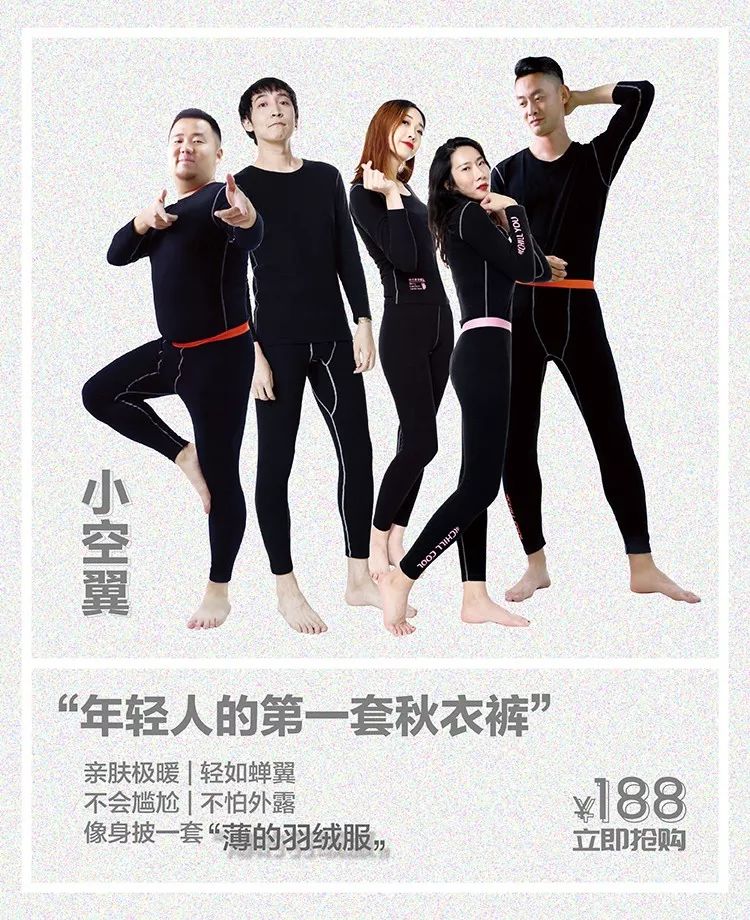 小空翼
“年轻人的第一套秋衣裤”
亲肤极暖 | 轻如蝉翼
不会尴尬 | 不怕外露
像身披一套“薄的羽绒服„
¥188
立即抢购
CHILL COOL